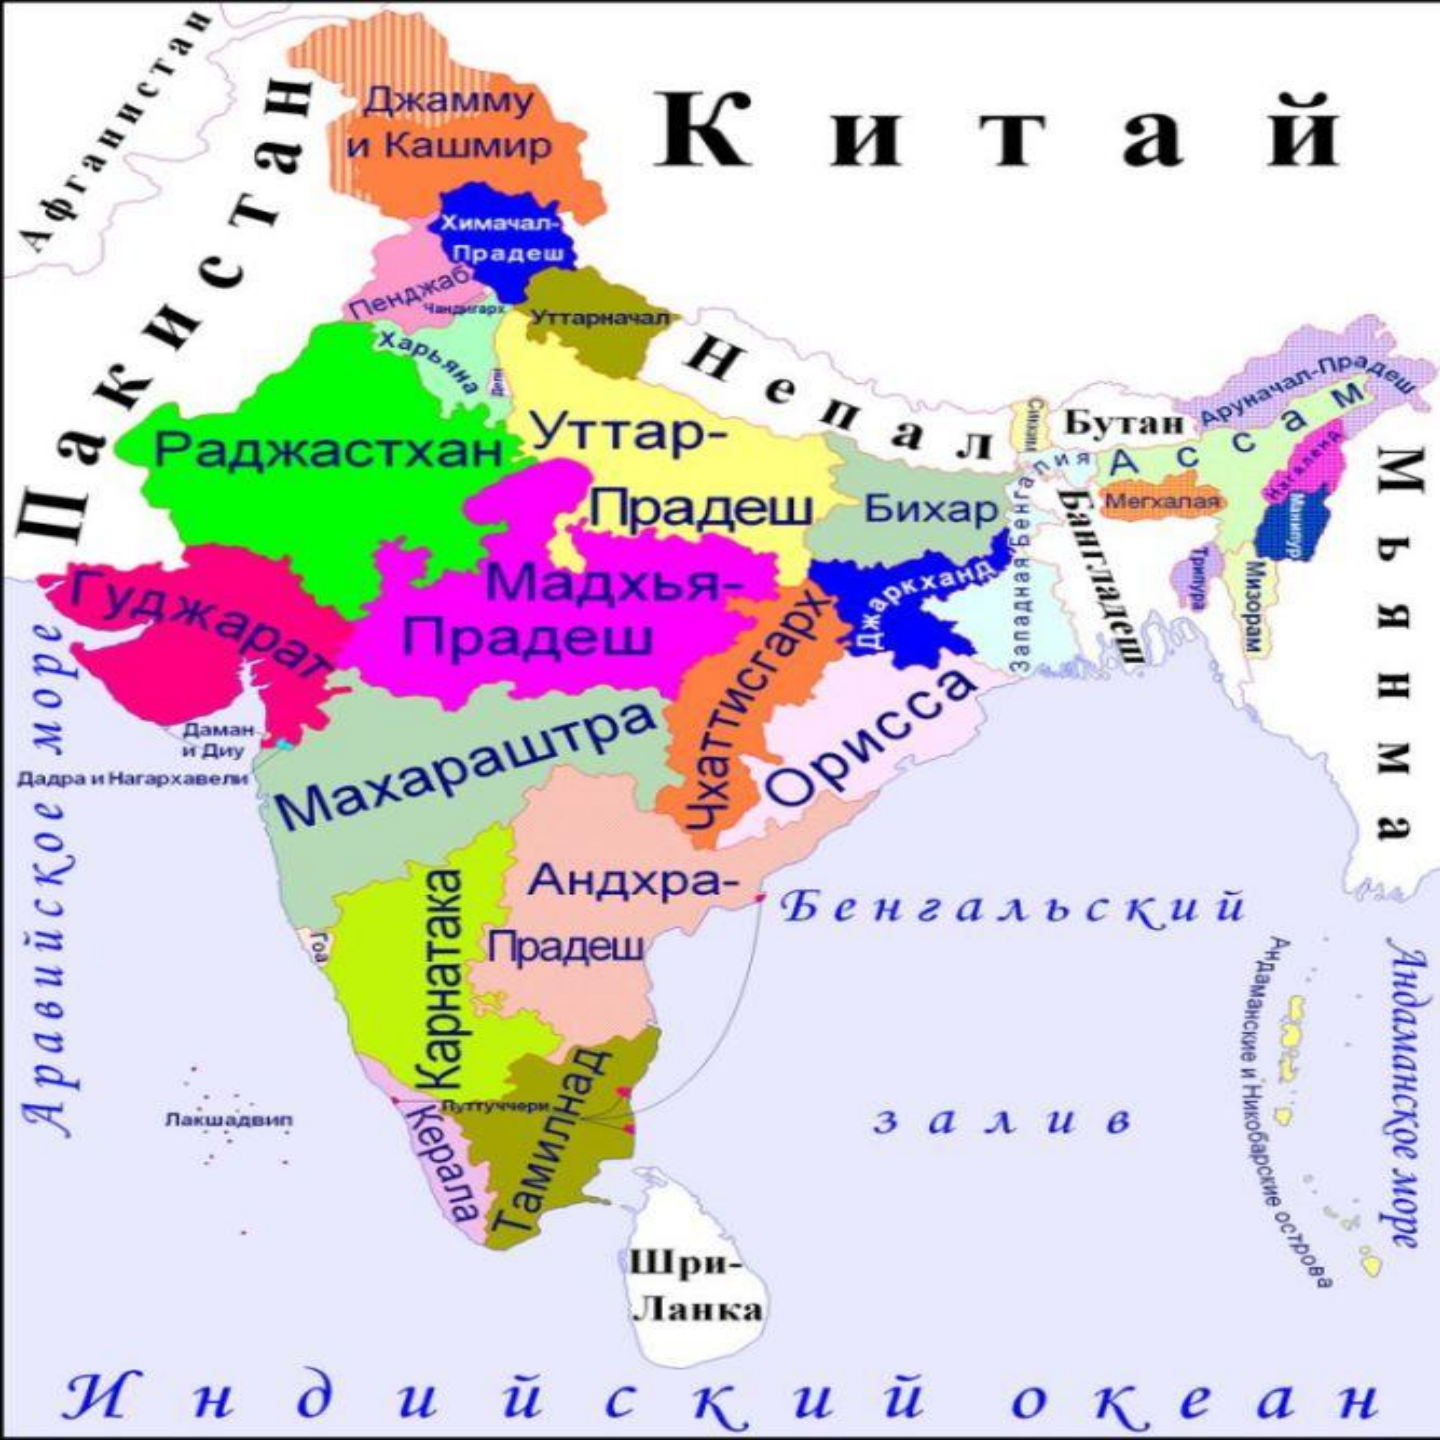 Афганистан
Пакистан
Китай
Джамму
и Кашмир
Химачал-
Прадеш
Пенджаб
Чандигарх
Уттарначал
Харьяна
Дели
Непал
Раджастхан
Уттар-
Прадеш
Бихар
Сикким
Бутан
Аруначал-Прадеш
Ассам
Нагаленд
Мегхалая
Манипур
Трипура
Мизорам
Бангладеш
Западная Бенгалия
Мьянма
Гуджарат
Мадхья-
Прадеш
Джаркханд
Чхаттисгарх
Орисса
Даман
и Диу
Дадра и Нагархавели
Махараштра
Аравийское море
Андхра-
Прадеш
Карнатака
Гоа
Бенгальский
залив
Андаманские и Никобарские острова
Андаманское море
Лакшадвип
Путтуччери
Керала
Тамилнад
Шри-
Ланка
Индийский океан